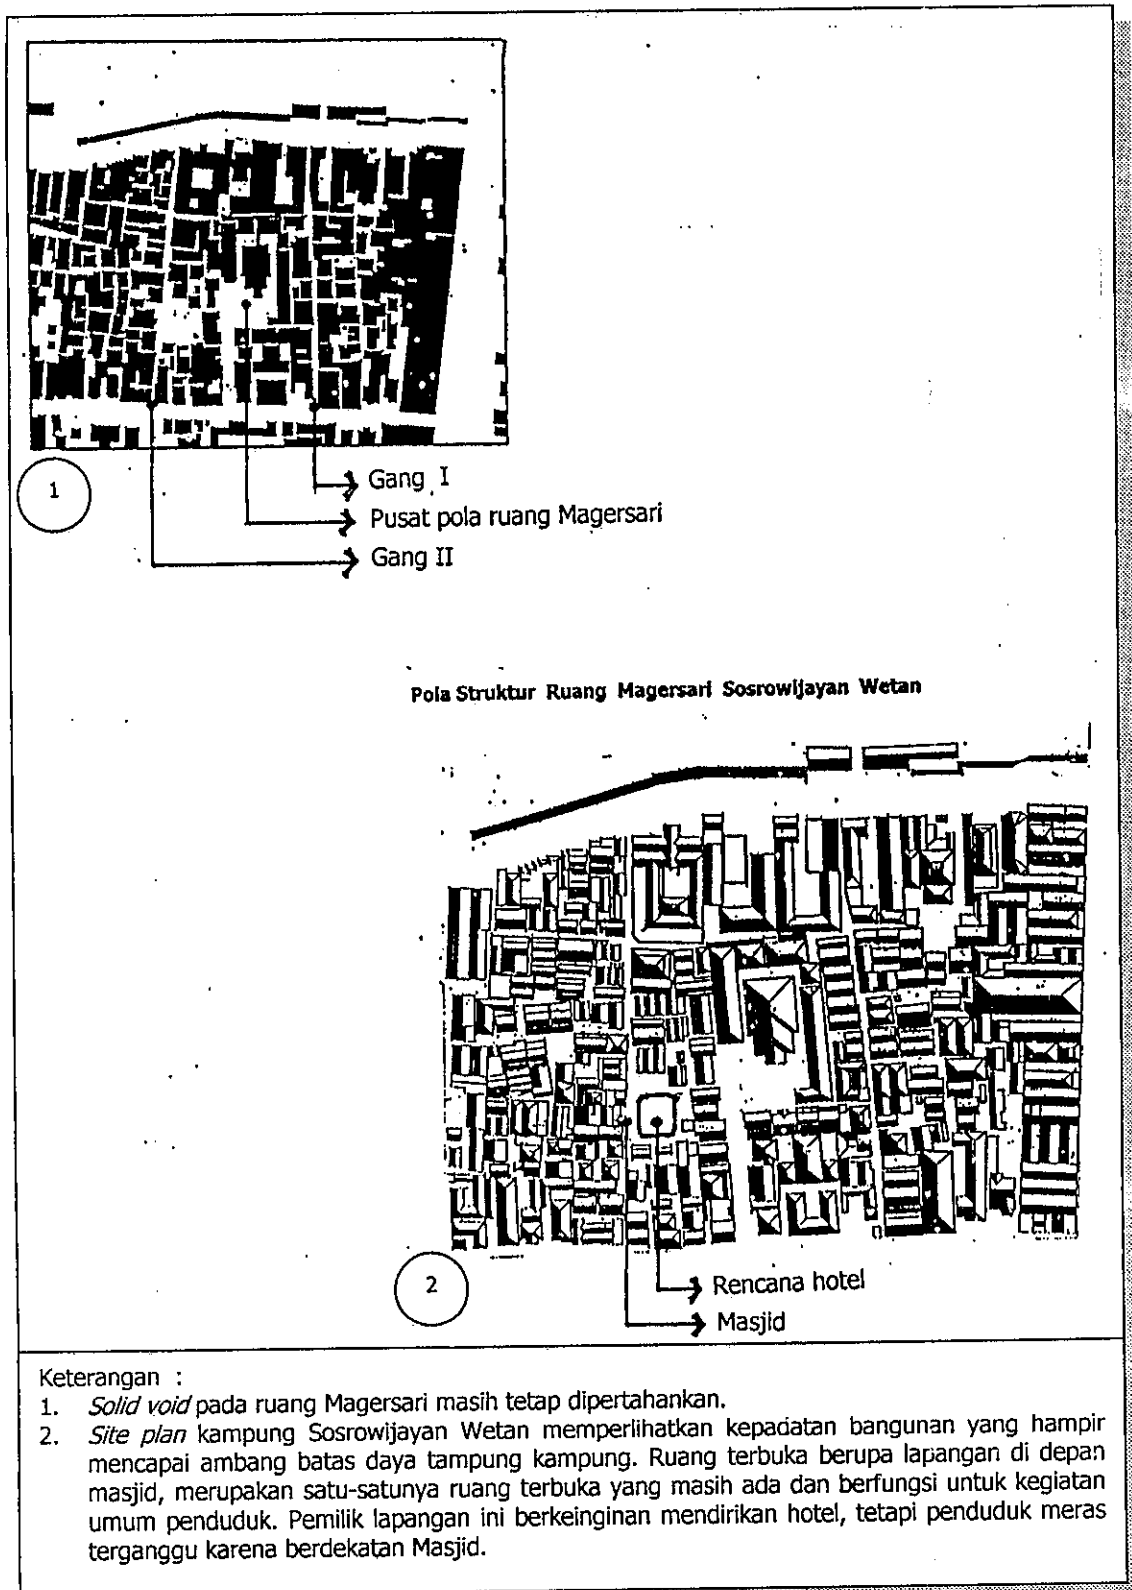 1
Gang I
Pusat pola ruang Magersari
Gang II
Pola Struktur Ruang Magersari Sosrowijayan Wetan
2
Rencana hotel
Masjid
Keterangan :
1. Solid void pada ruang Magersari masih tetap dipertahankan.
2. Site plan kampung Sosrowijayan Wetan memperlihatkan kepadatan bangunan yang hampir
mencapai ambang batas daya tampung kampung. Ruang terbuka berupa lapangan di depan
masjid, merupakan satu-satunya ruang terbuka yang masih ada dan berfungsi untuk kegiatan
umum penduduk. Pemilik lapangan ini berkeinginan mendirikan hotel, tetapi penduduk meras
terganggu karena berdekatan Masjid.